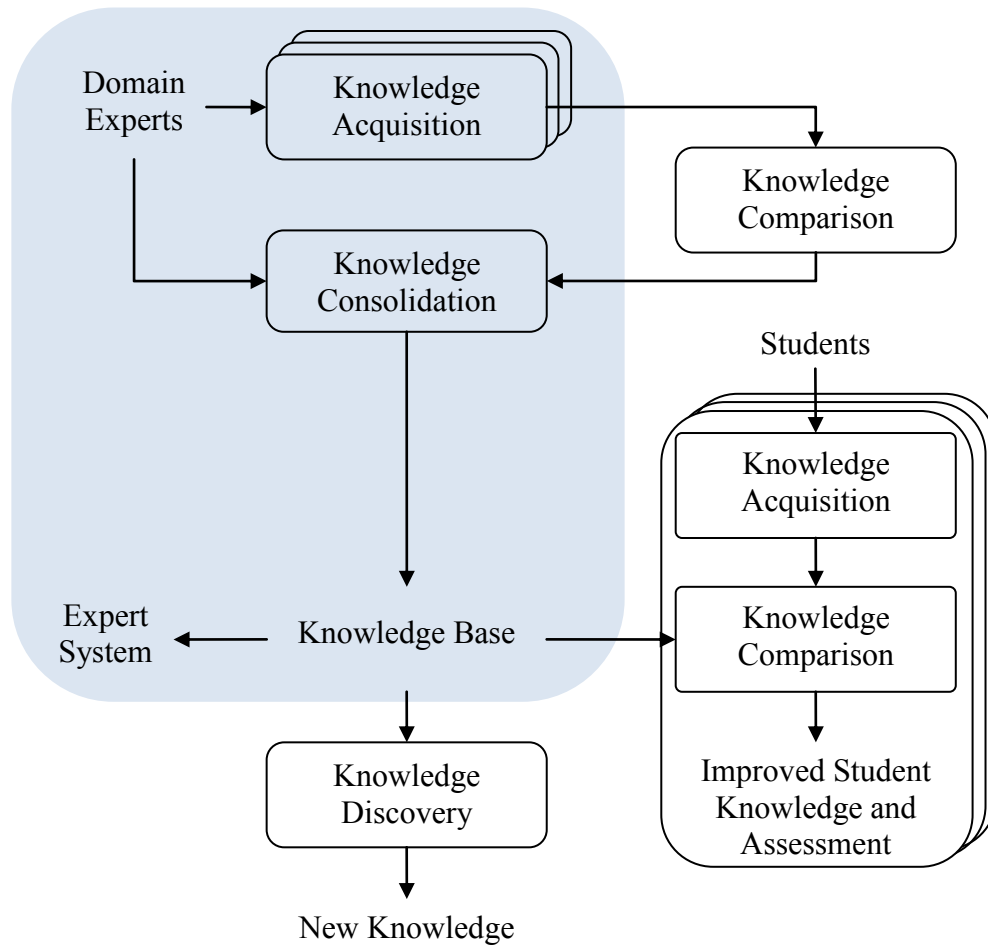 Domain
Experts
Knowledge
Acquisition
Knowledge
Comparison
Knowledge
Consolidation
Students
Knowledge
Acquisition
Knowledge
Comparison
Expert
System
Knowledge Base
Improved Student
Knowledge and
Assessment
Knowledge
Discovery
New Knowledge